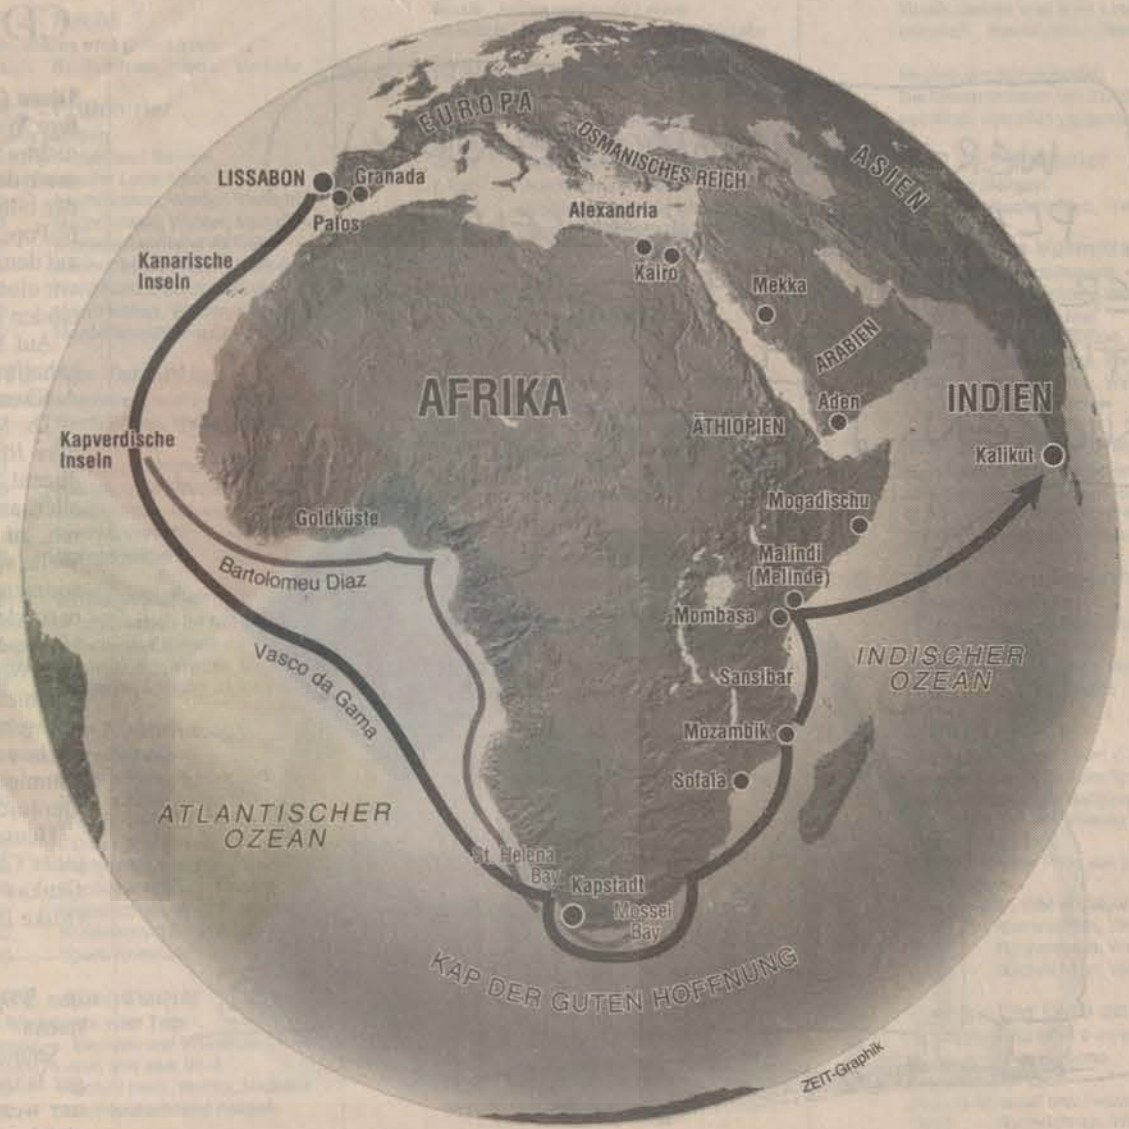 EUROPA
OSMANISCHES REICH
ASIEN
LISSABON
Granada
Palos
Alexandria
Kairo
Kanarische
Inseln
Mekka
ARABIEN
AFRIKA
INDIEN
Aden
ÄTHIOPIEN
Kapverdische
Inseln
Kalikut
Mogadischu
Goldküste
Malindi
(Melinde)
Bartolomeu Diaz
Mombasa
Vasco da Gama
INDISCHER
OZEAN
Sansibar
Mozambik
Sofala
ATLANTISCHER
OZEAN
St. Helena
Bay
Kapstadt
Mossel
Bay
KAP DER GUTEN HOFFNUNG
ZEIT-Graphik